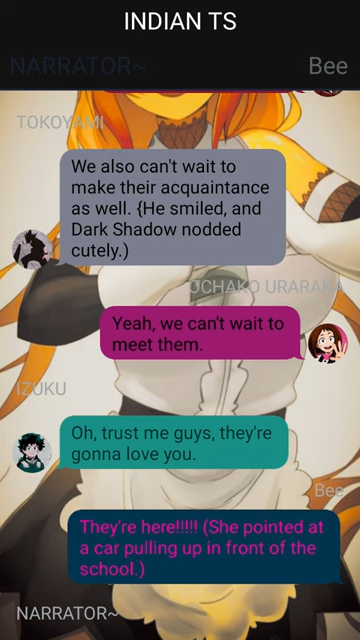 INDIAN TS
NARRATOR~
Bee
TOKOYAMI
We also can't wait to
make their acquaintance
as well. {He smiled, and
Dark Shadow nodded
cutely.)
OCHAKO URARAKA
Yeah, we can't wait to
meet them.
IZUKU
Oh, trust me guys, they're
gonna love you.
Bee
They're here!!!!! (She pointed at
a car pulling up in front of the
school.)
NARRATOR~